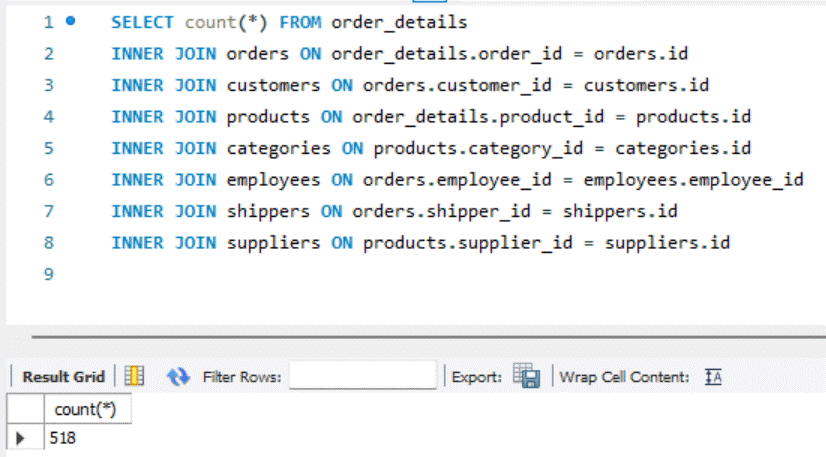 1 SELECT count(*) FROM order_details
2 INNER JOIN orders ON order_details.order_id = orders.id
3 INNER JOIN customers ON orders.customer_id = customers.id
4 INNER JOIN products ON order_details.product_id = products.id
5 INNER JOIN categories ON products.category_id = categories.id
6 INNER JOIN employees ON orders.employee_id = employees.employee_id
7 INNER JOIN shippers ON orders.shipper_id = shippers.id
8 INNER JOIN suppliers ON products.supplier_id = suppliers.id
9
Result Grid Filter Rows: Export: Wrap Cell Content: IA
count(*)
518